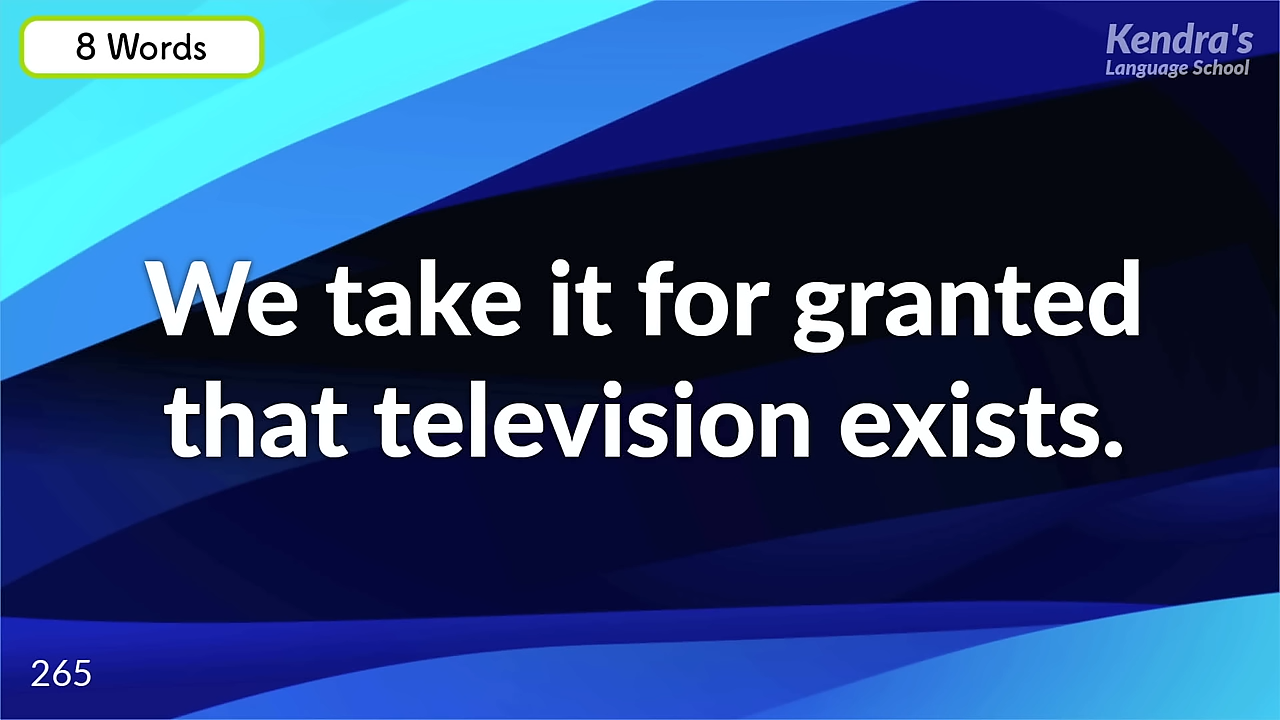 8 Words
Kendra's
Language School
We take it for granted
that television exists.
265